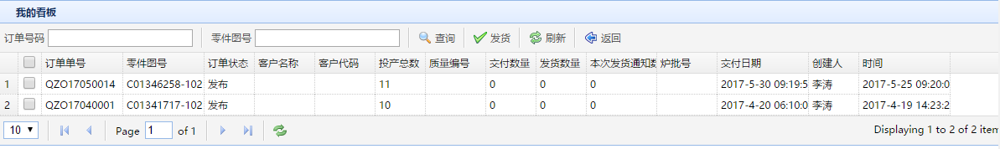 我的看板
订单号码 零件图号 查询 发货 刷新 返回
订单单号 零件图号 订单状态 客户名称 客户代码 投产总数 质量编号 交付数量 发货数量 本次发货通知数 炉批号 交付日期 创建人 时间
1 QZO17050014 C01346258-102 发布 11 0 0 0 2017-5-30 09:19:5 李涛 2017-5-25 09:20:0
2 QZO17040001 C01341717-102 发布 10 0 0 0 2017-4-20 06:10:0 李涛 2017-4-19 14:23:2
10 Page 1 of 1 Displaying 1 to 2 of 2 item